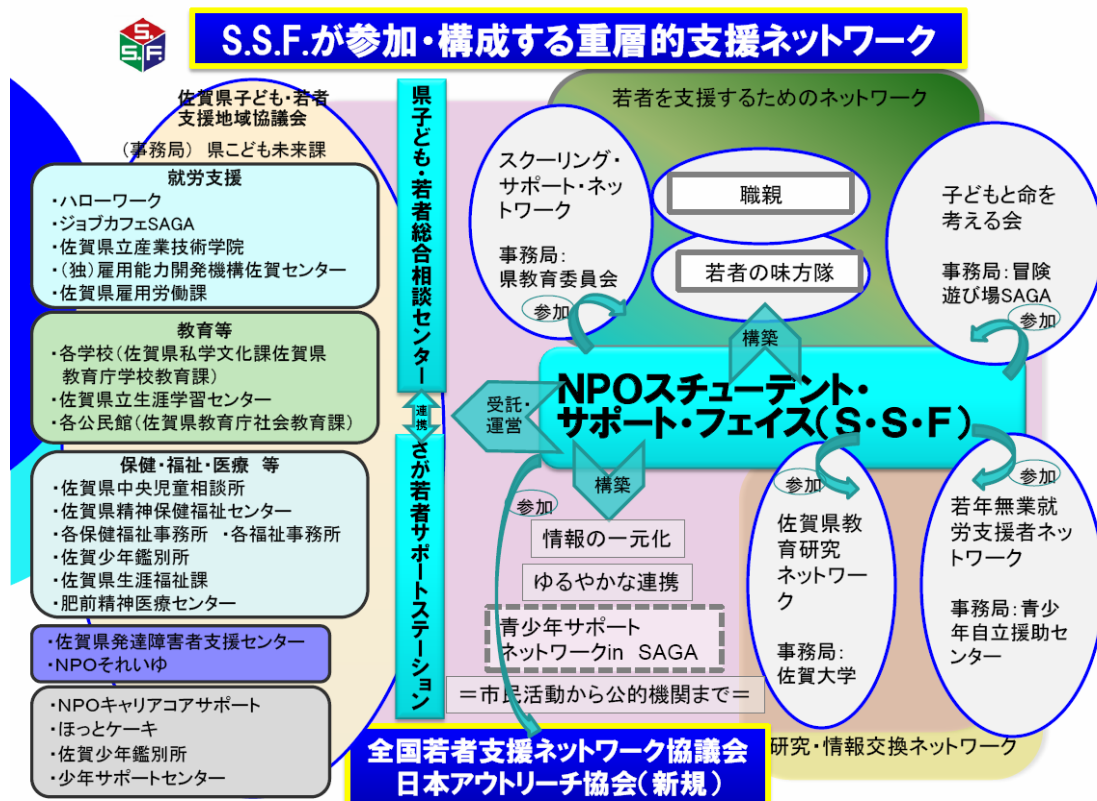 S.
S.F.
S.S.F.が参加・構成する重層的支援ネットワーク
佐賀県子ども・若者
支援地域協議会
(事務局) 県こども未来課
就労支援
・ハローワーク
・ジョブカフェSAGA
・佐賀県立産業技術学院
・(独)雇用能力開発機構佐賀センター
・佐賀県雇用労働課
教育等
・各学校(佐賀県私学文化課佐賀県
教育庁学校教育課)
・佐賀県立生涯学習センター
・各公民館(佐賀県教育庁社会教育課)
保健・福祉・医療 等
・佐賀県中央児童相談所
・佐賀県精神保健福祉センター
・各保健福祉事務所 ・各福祉事務所
・佐賀少年鑑別所
・佐賀県生涯福祉課
・肥前精神医療センター
・佐賀県発達障害者支援センター
・NPOそれいゆ
・NPOキャリアコアサポート
・ほっとケーキ
・佐賀少年鑑別所
・少年サポートセンター
県子ども・若者総合相談センター
連携
さが若者サポートステーション
若者を支援するためのネットワーク
スクーリング・
サポート・ネッ
トワーク
事務局:
県教育委員会
参加
職親
若者の味方隊
子どもと命を
考える会
事務局:冒険
遊び場SAGA
参加
構築
NPOスチューデント・
サポート・フェイス(S・S・F)
受託・
運営
構築
参加
情報の一元化
ゆるやかな連携
青少年サポート
ネットワークin SAGA
=市民活動から公的機関まで=
参加
佐賀県教
育研究
ネットワー
ク
事務局:
佐賀大学
参加
若年無業就
労支援者ネッ
トワーク
事務局:青少
年自立援助セ
ンター
研究・情報交換ネットワーク
全国若者支援ネットワーク協議会
日本アウトリーチ協会(新規)